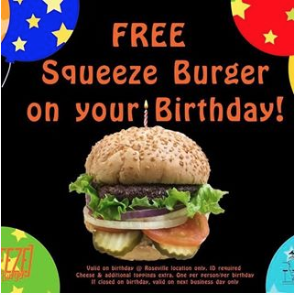 FREE
Squeeze Burger
on your Birthday!
EEZE
Valid on birthday @ Roseville location only. ID required
Cheese & additional toppings extra. One per person/per birthday
If closed on birthday, valid on next business day only